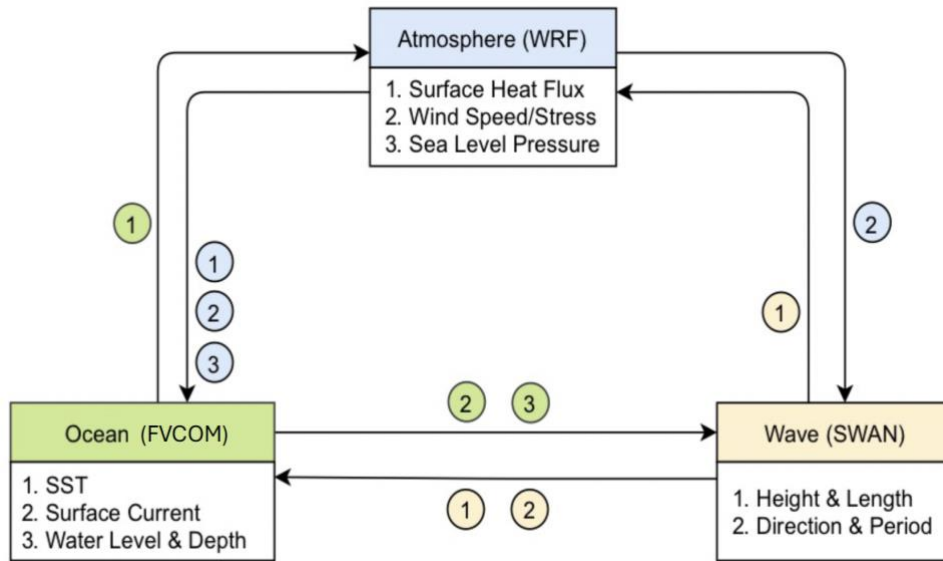 Atmosphere (WRF)
1. Surface Heat Flux
2. Wind Speed/Stress
3. Sea Level Pressure
1
2
1
2
3
1
2
3
Ocean (FVCOM)
1. SST
2. Surface Current
3. Water Level & Depth
Wave (SWAN)
1. Height & Length
2. Direction & Period
1
2